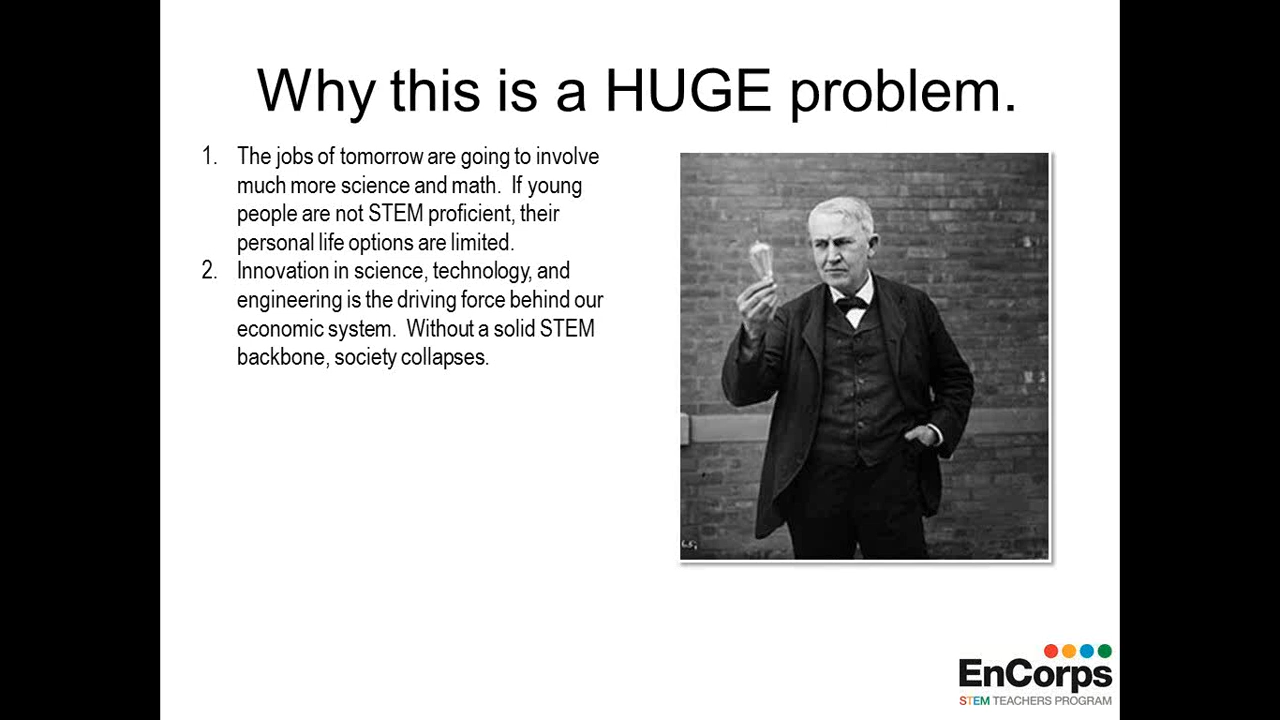 Why this is a HUGE problem.
1. The jobs of tomorrow are going to involve
much more science and math.  If young
people are not STEM proficient, their
personal life options are limited.
2. Innovation in science, technology, and
engineering is the driving force behind our
economic system.  Without a solid STEM
backbone, society collapses.
EnCorps
STEM TEACHERS PROGRAM